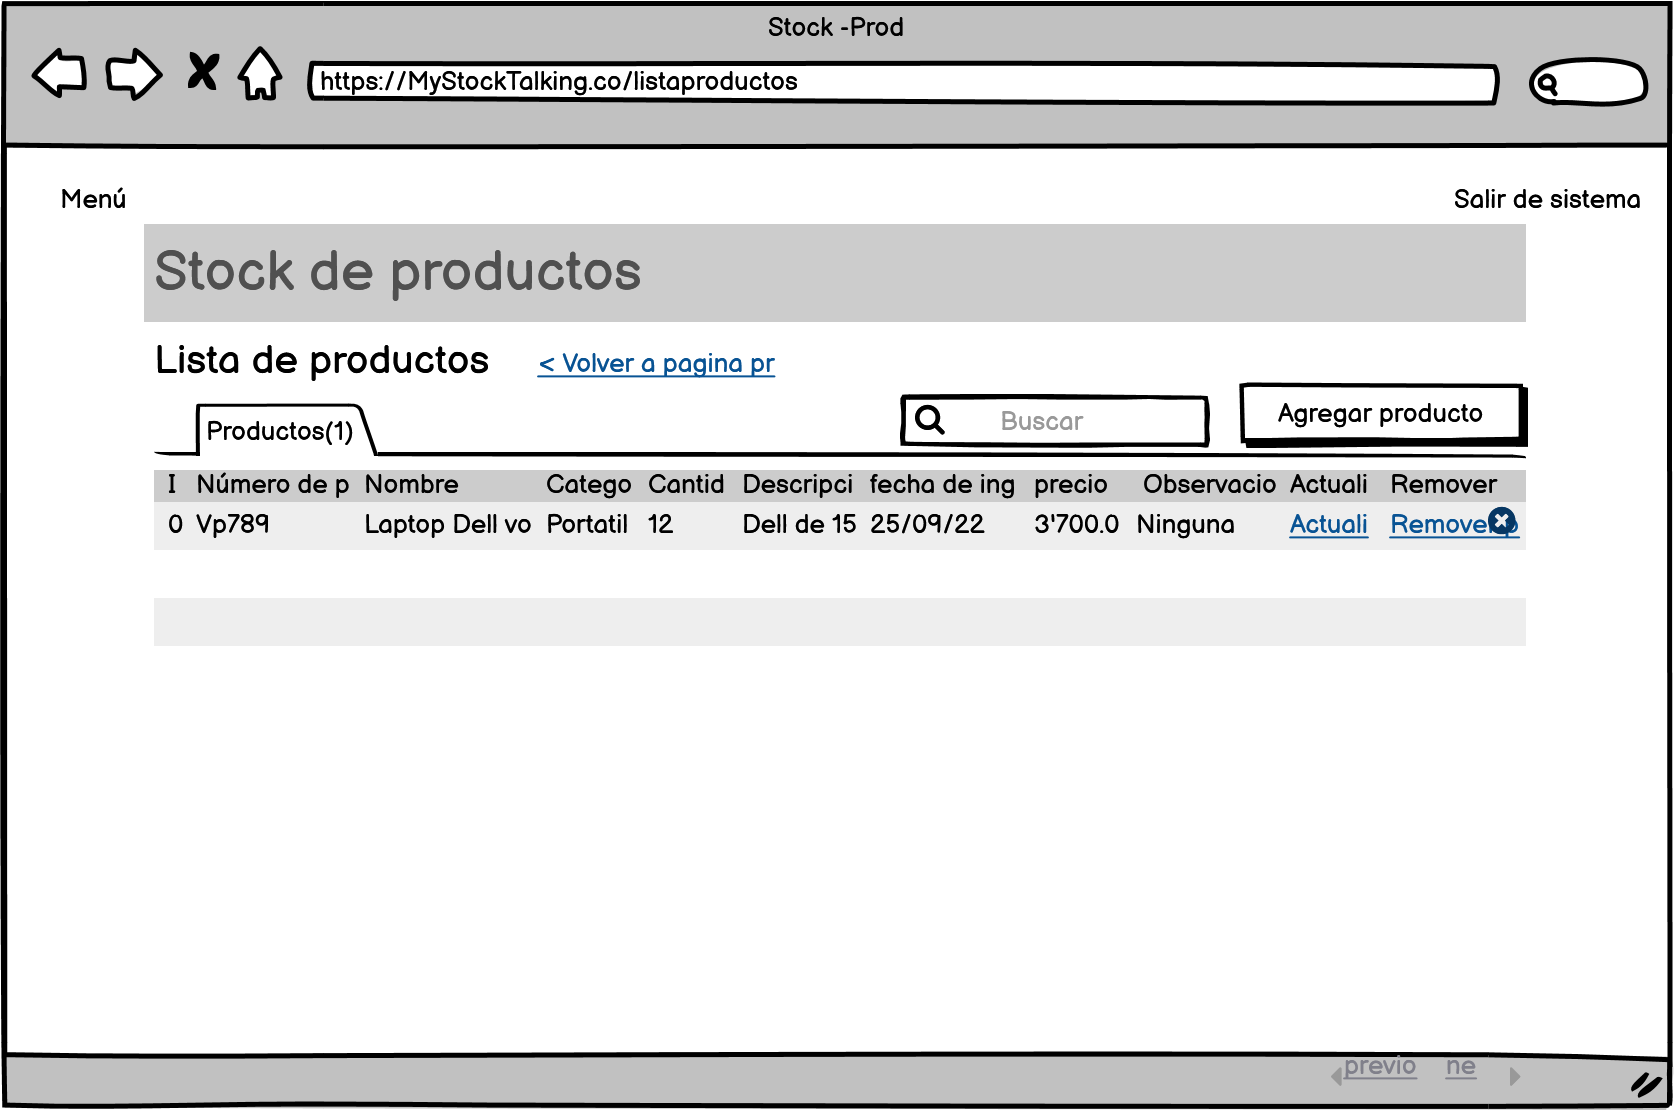 Stock -Prod
https://MyStockTalking.co/listaproductos
Menú
Salir de sistema
Stock de productos
Lista de productos
< Volver a pagina pr
Productos(1)
Buscar
Agregar producto
I Número de p Nombre Catego Cantid Descripci fecha de ing precio Observacio Actuali Remover
0 Vp789 Laptop Dell vo Portatil 12 Dell de 15 25/09/22 3'700.0 Ninguna Actuali Remover p
previo ne